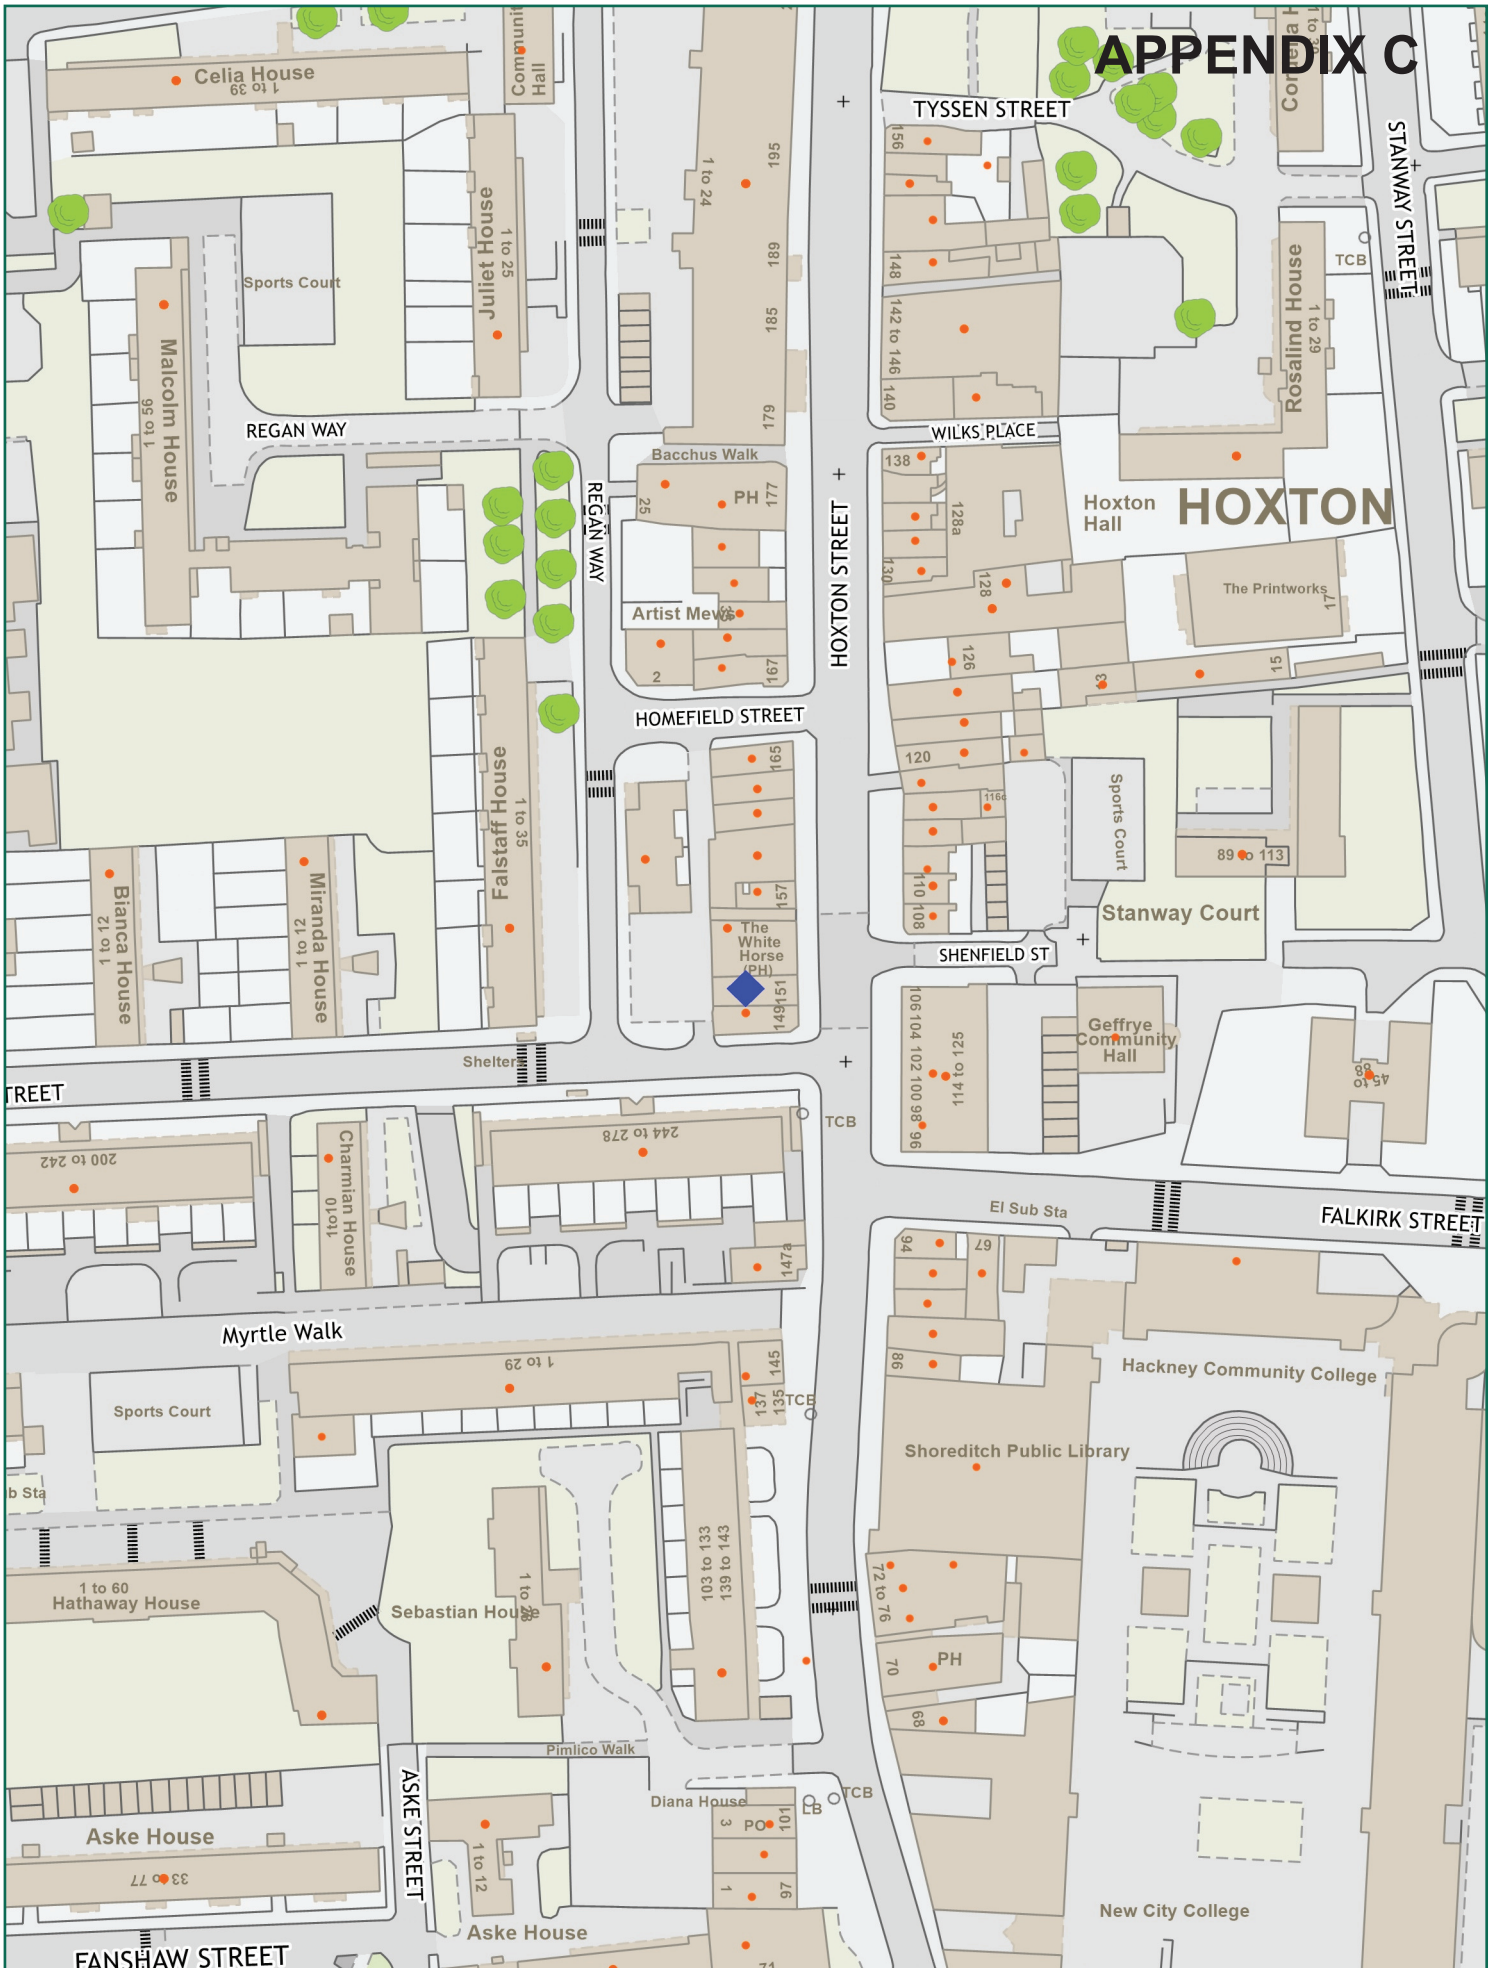 APPENDIX C
Celia House
1 to 39
Hall
TYSSEN STREET
STANWAY STREET
156
195
1 to 24
Juliet House
1 to 25
189
148
Rosalind House
1 to 29
TCB
Sports Court
185
142 to 146
Malcolm House
1 to 56
179
140
REGAN WAY
WILKS PLACE
Bacchus Walk
138
25
PH
177
REGAN WAY
HOXTON STREET
128a
Hoxton
Hall
HOXTON
130
128
The Printworks
17
Artist Mews
2
167
126
13
15
HOMEFIELD STREET
165
120
116c
Falstaff House
1 to 35
Sports Court
89 to 113
157
110
108
Bianca House
1 to 12
Miranda House
1 to 12
The
White
Horse
(PH)
151
149
Stanway Court
SHENFIELD ST
106
104
102
100
98
96
114 to 125
Geffrye
Community
Hall
Shelters
TREET
200 to 242
Charmian House
1to10
244 to 278
TCB
El Sub Sta
FALKIRK STREET
94
67
147a
Myrtle Walk
1 to 29
145
137
135
TCB
86
Hackney Community College
Sports Court
Shoreditch Public Library
b Sta
103 to 133
139 to 143
72 to 76
1 to 60
Hathaway House
Sebastian House
70
PH
68
Pimlico Walk
ASKE STREET
Diana House
LB
TCB
3
PO
101
Aske House
33 to 77
1 to 12
1
97
Aske House
New City College
FANSHAW STREET
71